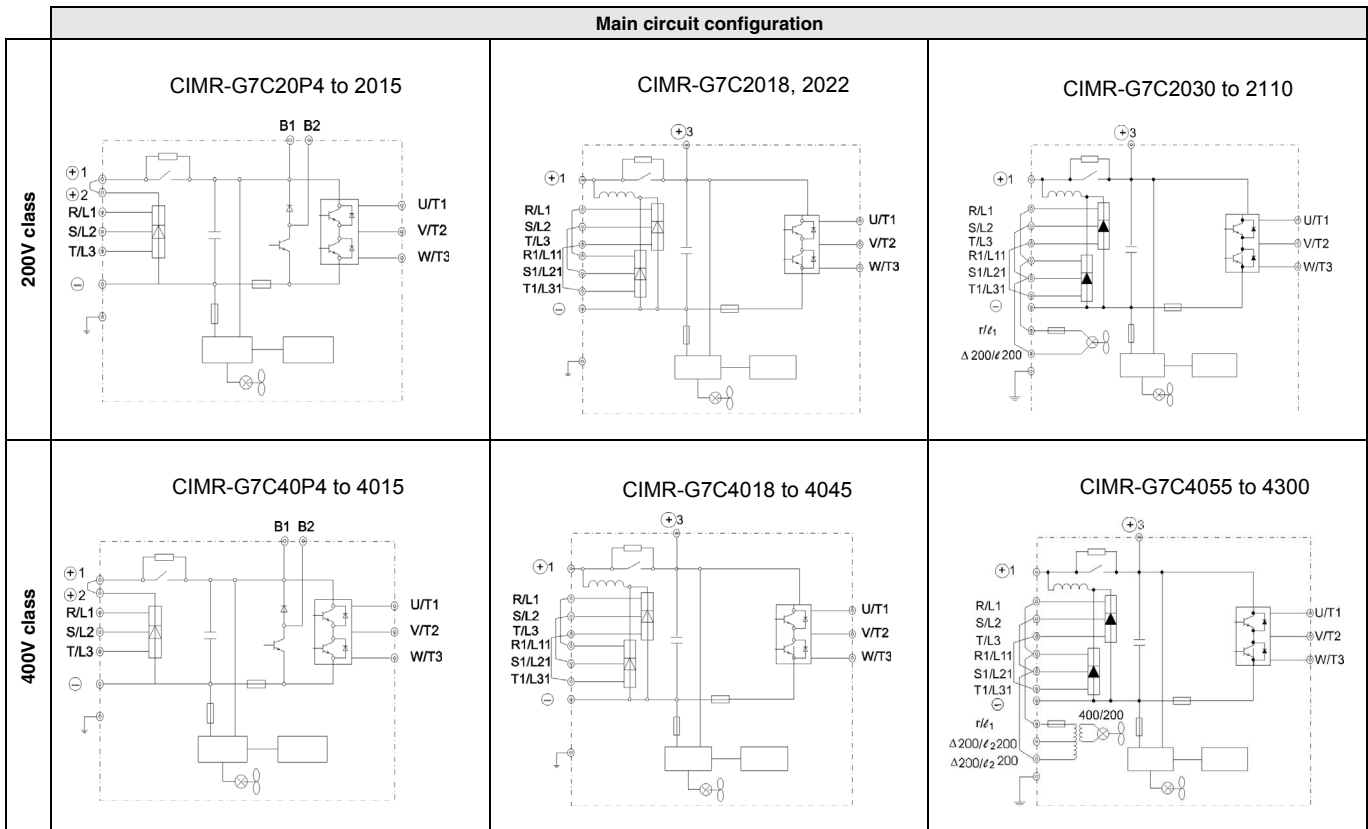 Main circuit configuration
200V class
CIMR-G7C20P4 to 2015
B1 B2
⊕1
⊕2
R/L1
S/L2
T/L3
⊖
U/T1
V/T2
W/T3
CIMR-G7C2018, 2022
⊕3
⊕1
R/L1
S/L2
T/L3
R1/L11
S1/L21
T1/L31
⊖
U/T1
V/T2
W/T3
CIMR-G7C2030 to 2110
⊕3
⊕1
R/L1
S/L2
T/L3
R1/L11
S1/L21
T1/L31
⊖
r/ℓ1
Δ200/ℓ200
U/T1
V/T2
W/T3
400V class
CIMR-G7C40P4 to 4015
B1 B2
⊕1
⊕2
R/L1
S/L2
T/L3
⊖
U/T1
V/T2
W/T3
CIMR-G7C4018 to 4045
⊕3
⊕1
R/L1
S/L2
T/L3
R1/L11
S1/L21
T1/L31
⊖
U/T1
V/T2
W/T3
CIMR-G7C4055 to 4300
⊕3
⊕1
R/L1
S/L2
T/L3
R1/L11
S1/L21
T1/L31
⊖
400/200
r/ℓ1
Δ200/ℓ2200
Δ200/ℓ2 200
U/T1
V/T2
W/T3